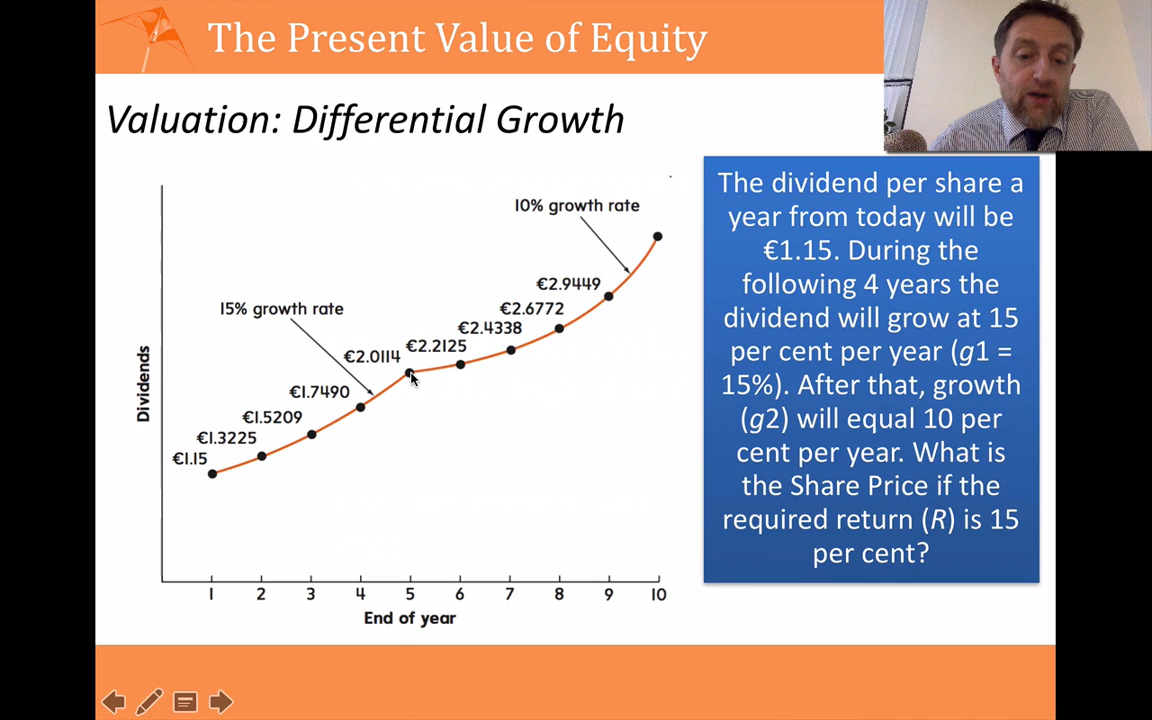 The Present Value of Equity
Valuation: Differential Growth
10% growth rate
€2.9449
€2.6772
€2.4338
€2.2125
€2.0114
15% growth rate
€1.7490
€1.5209
€1.3225
€1.15
Dividends
1 2 3 4 5 6 7 8 9 10
End of year
The dividend per share a
year from today will be
€1.15. During the
following 4 years the
dividend will grow at 15
per cent per year (g1 =
15%). After that, growth
(g2) will equal 10 per
cent per year. What is
the Share Price if the
required return (R) is 15
per cent?